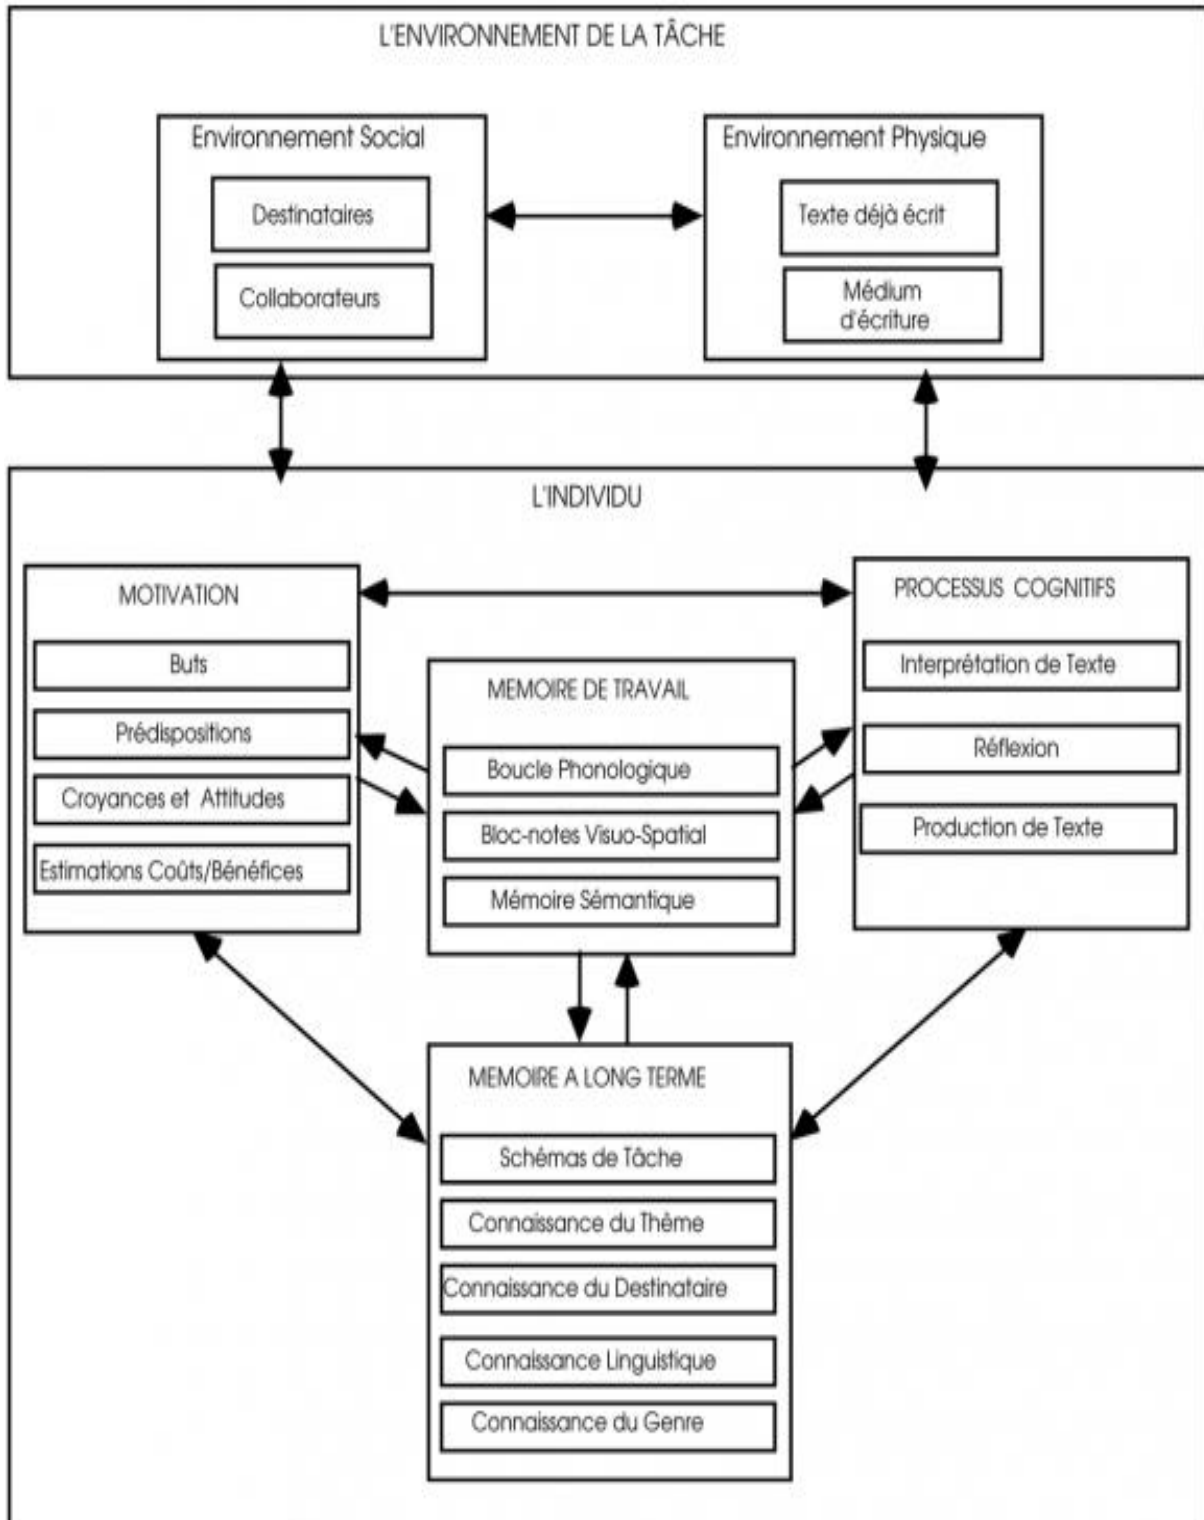 L'ENVIRONNEMENT DE LA TÂCHE
Environnement Social
Destinataires
Collaborateurs
Environnement Physique
Texte déjà écrit
Médium
d'écriture
L'INDIVIDU
MOTIVATION
Buts
Prédispositions
Croyances et Attitudes
Estimations Coûts/Bénéfices
MEMOIRE DE TRAVAIL
Boucle Phonologique
Bloc-notes Visuo-Spatial
Mémoire Sémantique
PROCESSUS COGNITIFS
Interprétation de Texte
Réflexion
Production de Texte
MEMOIRE A LONG TERME
Schémas de Tâche
Connaissance du Thème
Connaissance du Destinataire
Connaissance Linguistique
Connaissance du Genre